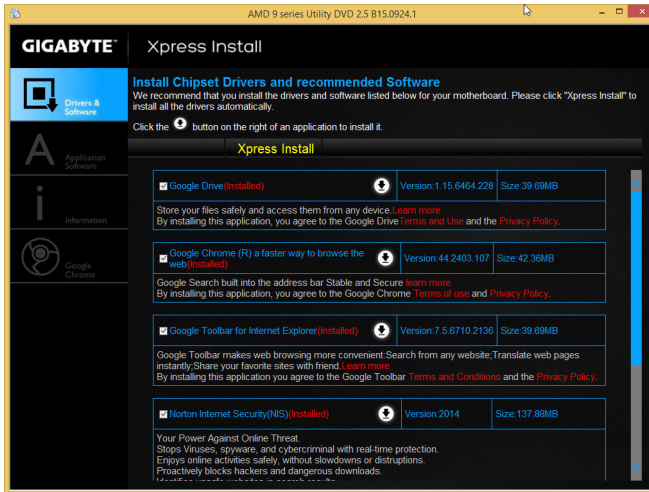 AMD 9 series Utility DVD 2.5 B15.0924.1
GIGABYTE™
Xpress Install
Drivers &
Software
Application
Software
Information
Google
Chrome
Install Chipset Drivers and recommended Software
We recommend that you install the drivers and software listed below for your motherboard. Please click "Xpress Install" to
install all the drivers automatically.
Click the button on the right of an application to install it.
Xpress Install
Google Drive(Installed) Version:1.15.6464.228 Size:39.69MB
Store your files safely and access them from any device.Learn more
By installing this application, you agree to the Google DriveTerms and Use and the Privacy Policy.
Google Chrome (R) a faster way to browse the
web(Installed) Version:44.2403.107 Size:42.36MB
Google Search built into the address bar Stable and Secure learn more
By installing this application, you agree to the Google Chrome Terms of use and Privacy Policy.
Google Toolbar for Internet Explorer(Installed) Version:7.5.6710.2136 Size:39.69MB
Google Toolbar makes web browsing more convenient:Search from any website;Translate web pages
instantly;Share your favorite sites with friend.Learn more
By installing this application you agree to the Google Toolbar Terms and Conditions and the Privacy Policy.
Norton Internet Security(NIS)(Installed) Version:2014 Size:137.88MB
Your Power Against Online Threat.
Stops Viruses, spyware, and cybercriminal with real-time protection.
Enjoys online activities safely, without slowdowns or distruptions.
Proactively blocks hackers and dangerous downloads.
Identifies unsafe websites in search results